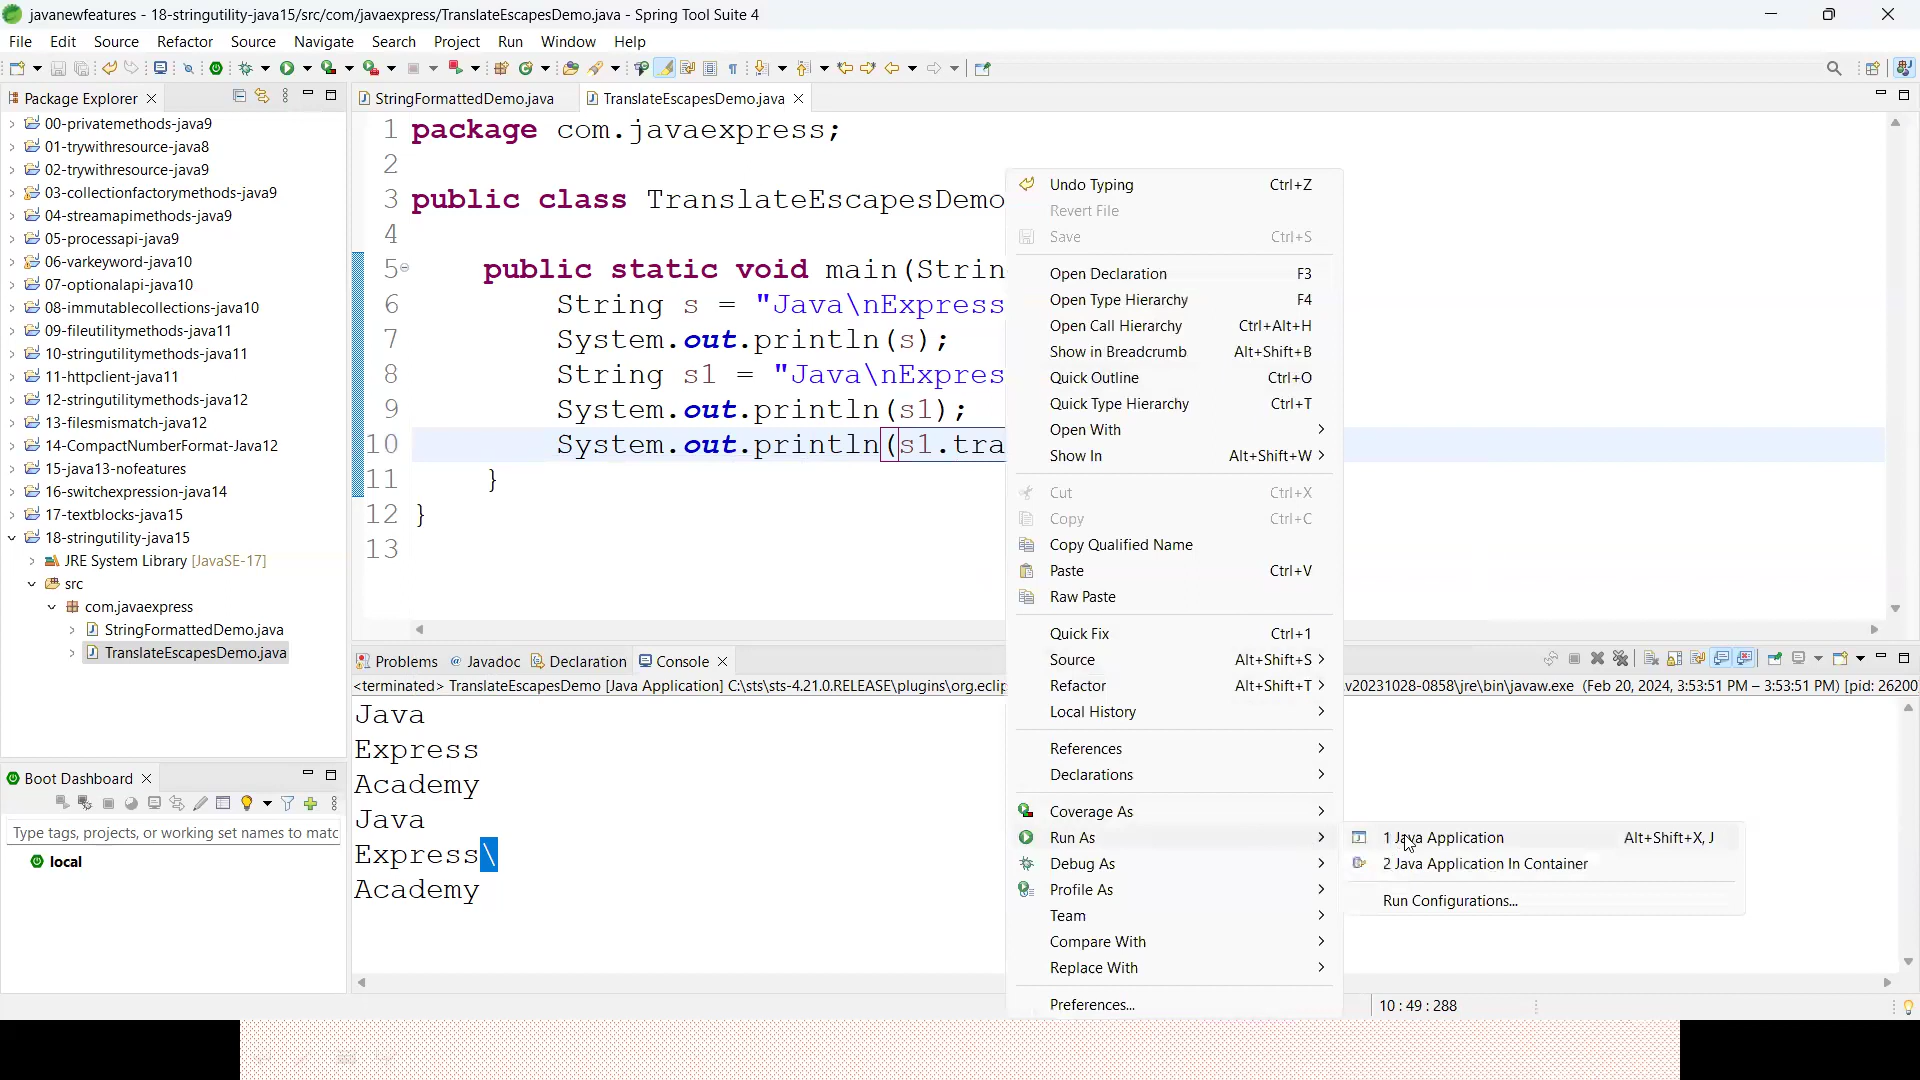 javanewfeatures - 18-stringutility-java15/src/com/javaexpress/TranslateEscapesDemo.java - Spring Tool Suite 4
File Edit Source Refactor Source Navigate Search Project Run Window Help
Package Explorer
00-privatemethods-java9
01-trywithresource-java8
02-trywithresource-java9
03-collectionfactorymethods-java9
04-streamapimethods-java9
05-processapi-java9
06-varkeyword-java10
07-optionalapi-java10
08-immutablecollections-java10
09-fileutilitymethods-java11
10-stringutilitymethods-java11
11-httpclient-java11
12-stringutilitymethods-java12
13-filesmismatch-java12
14-CompactNumberFormat-Java12
15-java13-nofeatures
16-switchexpression-java14
17-textblocks-java15
18-stringutility-java15
JRE System Library [JavaSE-17]
src
com.javaexpress
StringFormattedDemo.java
TranslateEscapesDemo.java
Boot Dashboard
Type tags, projects, or working set names to matc
local
StringFormattedDemo.java TranslateEscapesDemo.java
1 package com.javaexpress;
2
3 public class TranslateEscapesDemo
4
5 public static void main(Strin
6 String s = "Java\nExpress
7 System.out.println(s);
8 String s1 = "Java\nExpres
9 System.out.println(s1);
10 System.out.println(s1.tra
11 }
12 }
13
Problems Javadoc Declaration Console
<terminated> TranslateEscapesDemo [Java Application] C:\sts\sts-4.21.0.RELEASE\plugins\org.eclip
v20231028-0858\jre\bin\javaw.exe (Feb 20, 2024, 3:53:51 PM – 3:53:51 PM) [pid: 26200
Java
Express
Academy
Java
Express\
Academy
Undo Typing Ctrl+Z
Revert File
Save Ctrl+S
Open Declaration F3
Open Type Hierarchy F4
Open Call Hierarchy Ctrl+Alt+H
Show in Breadcrumb Alt+Shift+B
Quick Outline Ctrl+O
Quick Type Hierarchy Ctrl+T
Open With
Show In Alt+Shift+W
Cut Ctrl+X
Copy Ctrl+C
Copy Qualified Name
Paste Ctrl+V
Raw Paste
Quick Fix Ctrl+1
Source Alt+Shift+S
Refactor Alt+Shift+T
Local History
References
Declarations
Coverage As
Run As
Debug As
Profile As
Team
Compare With
Replace With
Preferences...
1 Java Application Alt+Shift+X, J
2 Java Application In Container
Run Configurations...
10 : 49 : 288